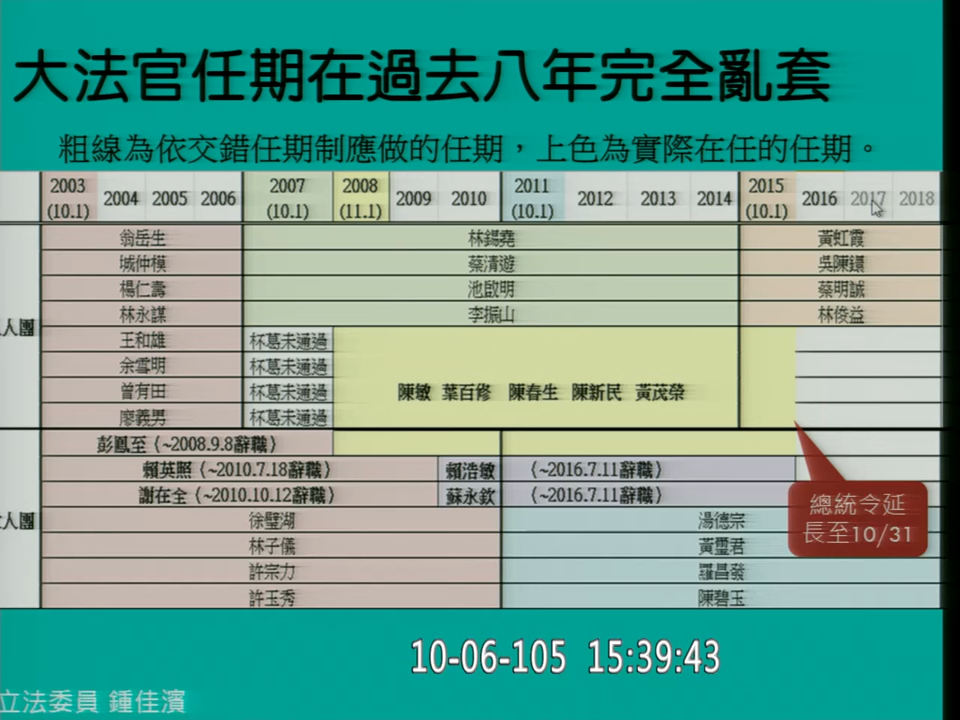 大法官任期在過去八年完全亂套
粗線為依交錯任期制應做的任期，上色為實際在任的任期。
2003 (10.1) 2004 2005 2006 2007 (10.1) 2008 (11.1) 2009 2010 2011 (10.1) 2012 2013 2014 2015 (10.1) 2016 2017 2018
翁岳生 林錫堯 黃虹霞
城仲模 蔡清遊 吳陳鐶
楊仁壽 池啟明 蔡明誠
人團 林永謀 李振山 林俊益
王和雄 杯葛未通過
余雪明 杯葛未通過
曾有田 杯葛未通過 陳敏 葉百修 陳春生 陳新民 黃茂榮
廖義男 杯葛未通過
彭鳳至（~2008.9.8辭職）
賴英照（~2010.7.18辭職） 賴浩敏 （~2016.7.11辭職）
謝在全（~2010.10.12辭職） 蘇永欽 （~2016.7.11辭職）
人團 徐璧湖 湯德宗
林子儀 黃璽君
許宗力 羅昌發
許玉秀 陳碧玉
總統令延
長至10/31
10-06-105 15:39:43
立法委員 鍾佳濱